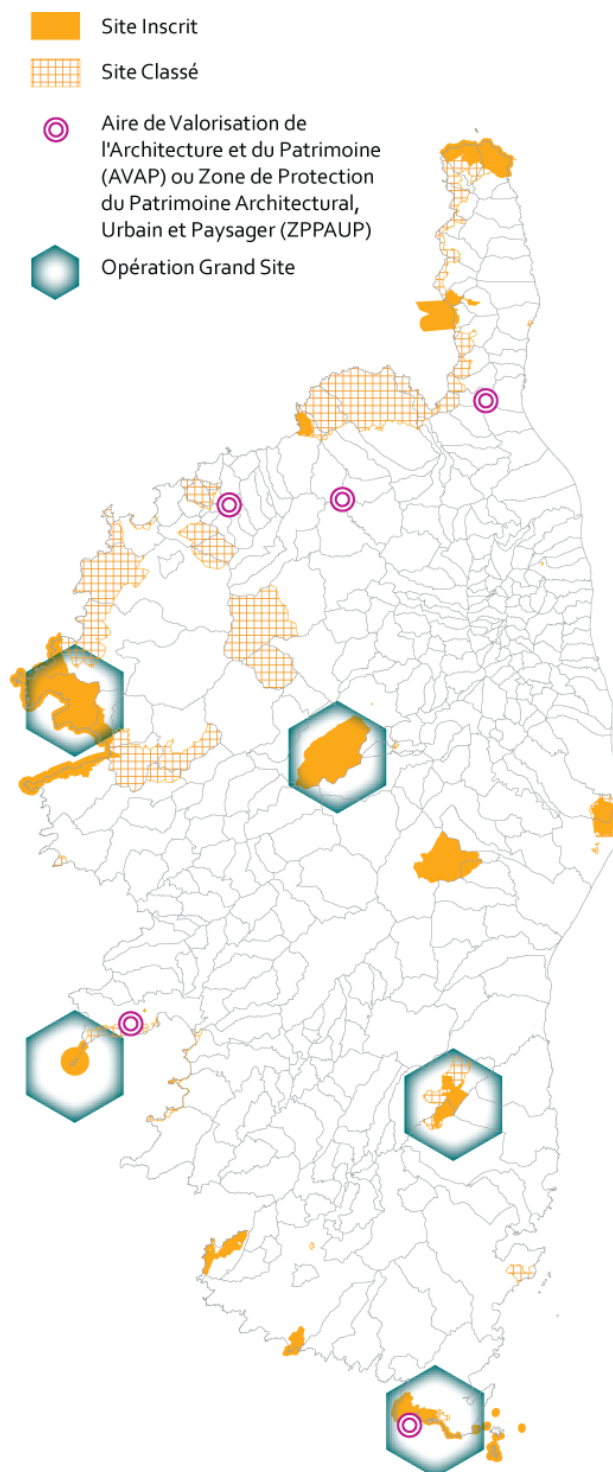 Site Inscrit
Site Classé
Aire de Valorisation de
l'Architecture et du Patrimoine
(AVAP) ou Zone de Protection
du Patrimoine Architectural,
Urbain et Paysager (ZPPAUP)
Opération Grand Site